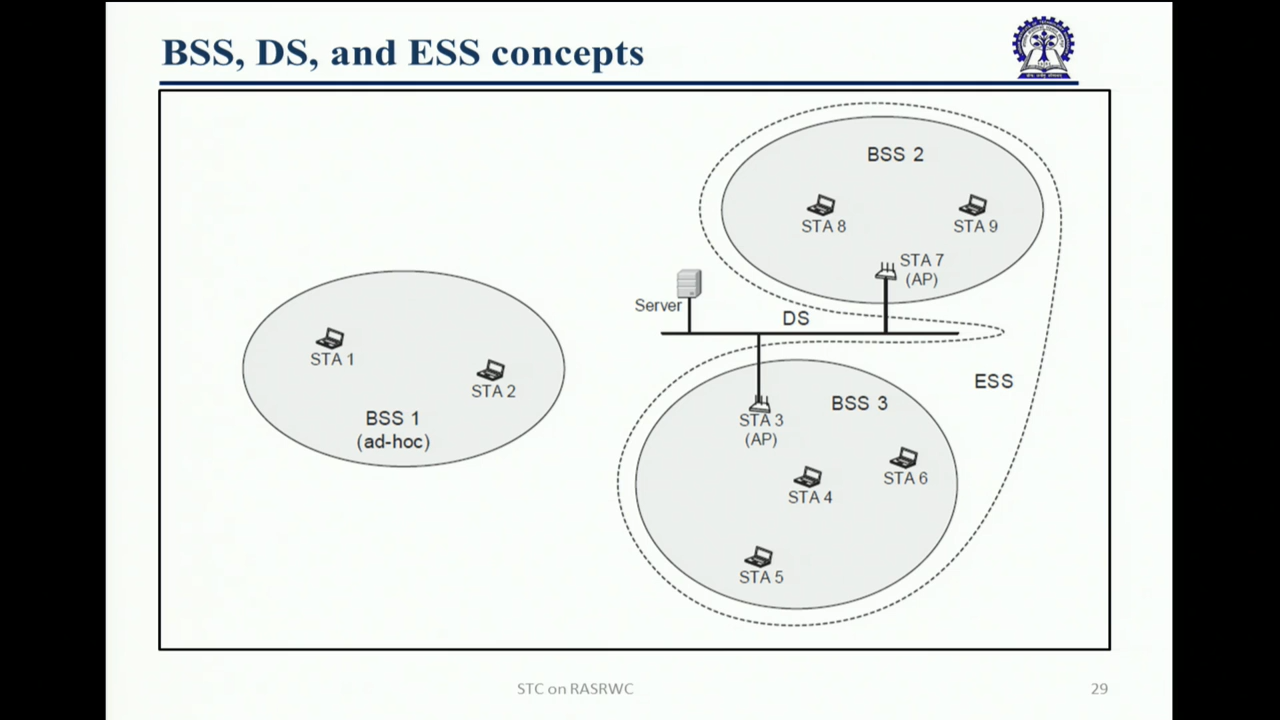 BSS, DS, and ESS concepts
BSS 2
STA 8
STA 9
STA 7
(AP)
Server
DS
STA 1
STA 2
BSS 1
(ad-hoc)
ESS
BSS 3
STA 3
(AP)
STA 6
STA 4
STA 5
STC on RASRWC
29